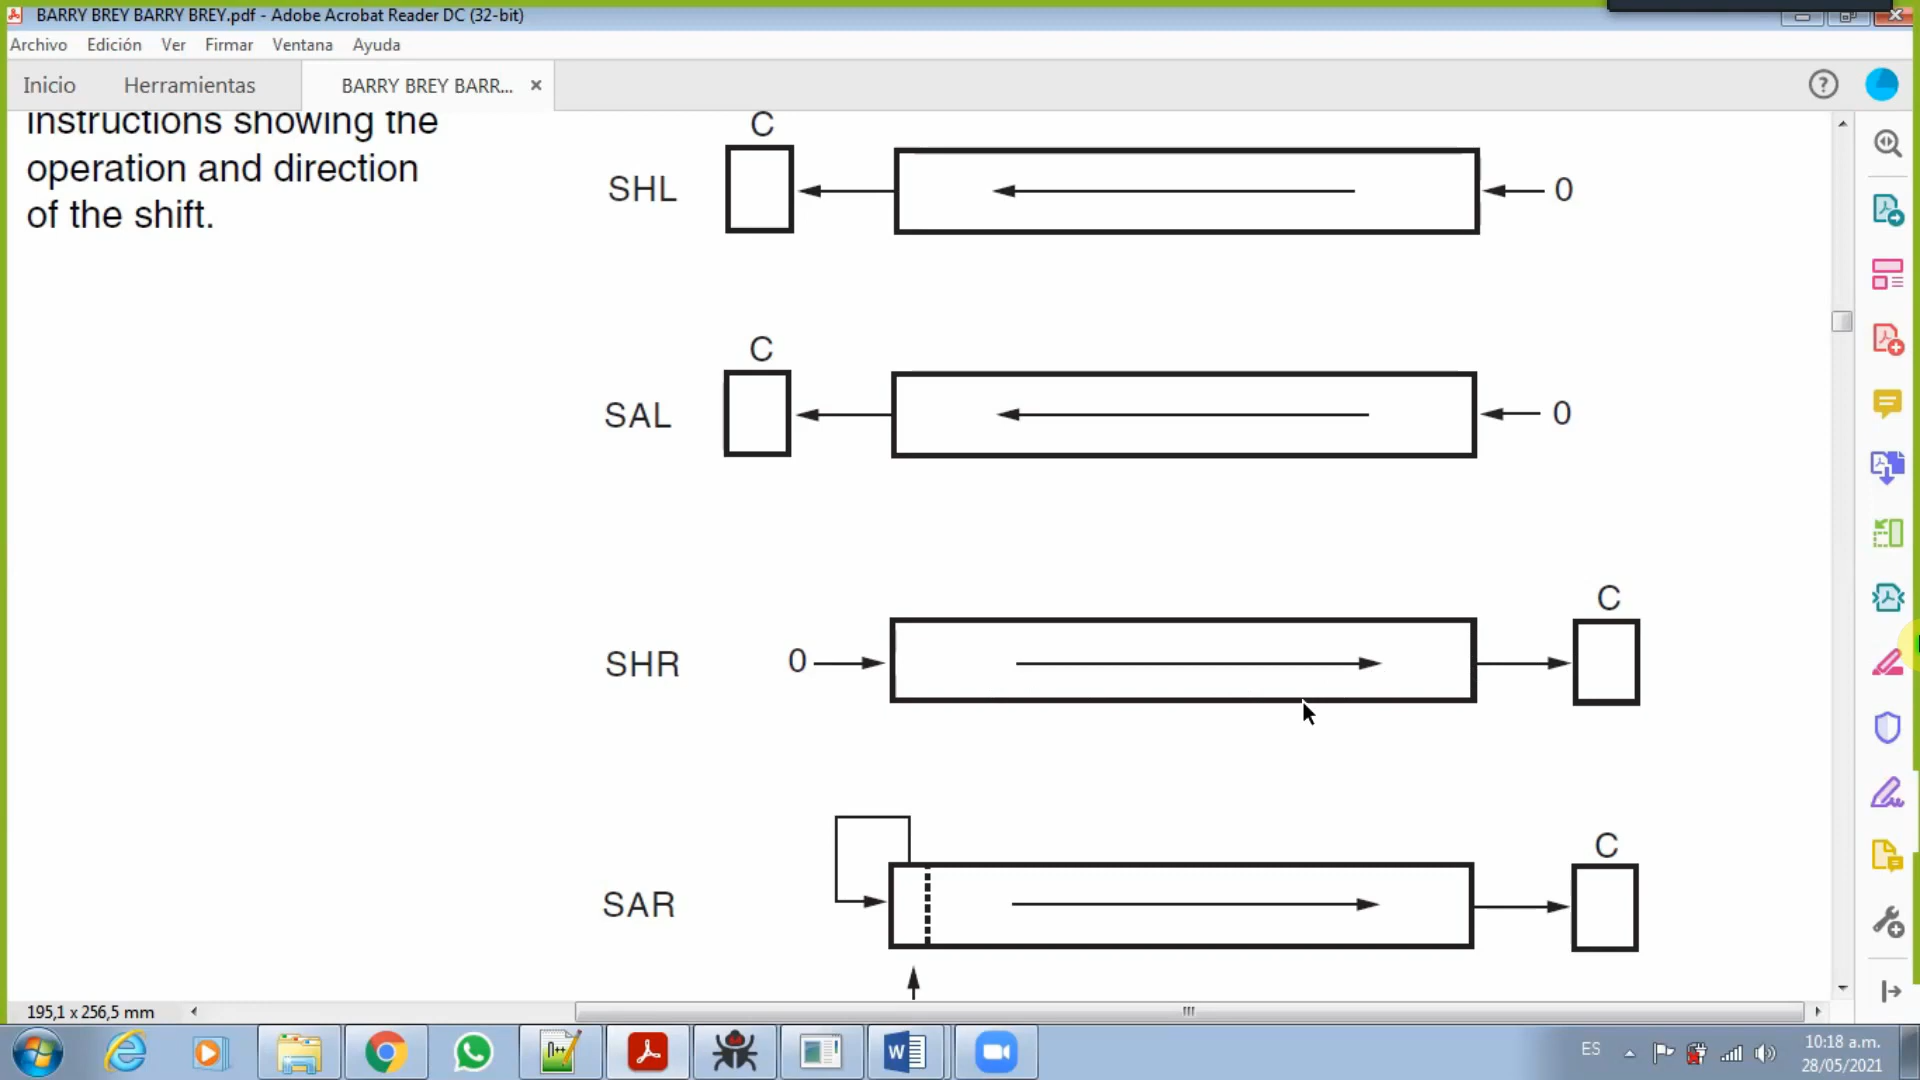 BARRY BREY BARRY BREY.pdf - Adobe Acrobat Reader DC (32-bit)
Archivo Edición Ver Firmar Ventana Ayuda
Inicio Herramientas BARRY BREY BARR... ×
instructions showing the
operation and direction
of the shift.
C
SHL 0
C
SAL 0
C
SHR 0
C
SAR
195,1 x 256,5 mm
ES
10:18 a.m.
28/05/2021